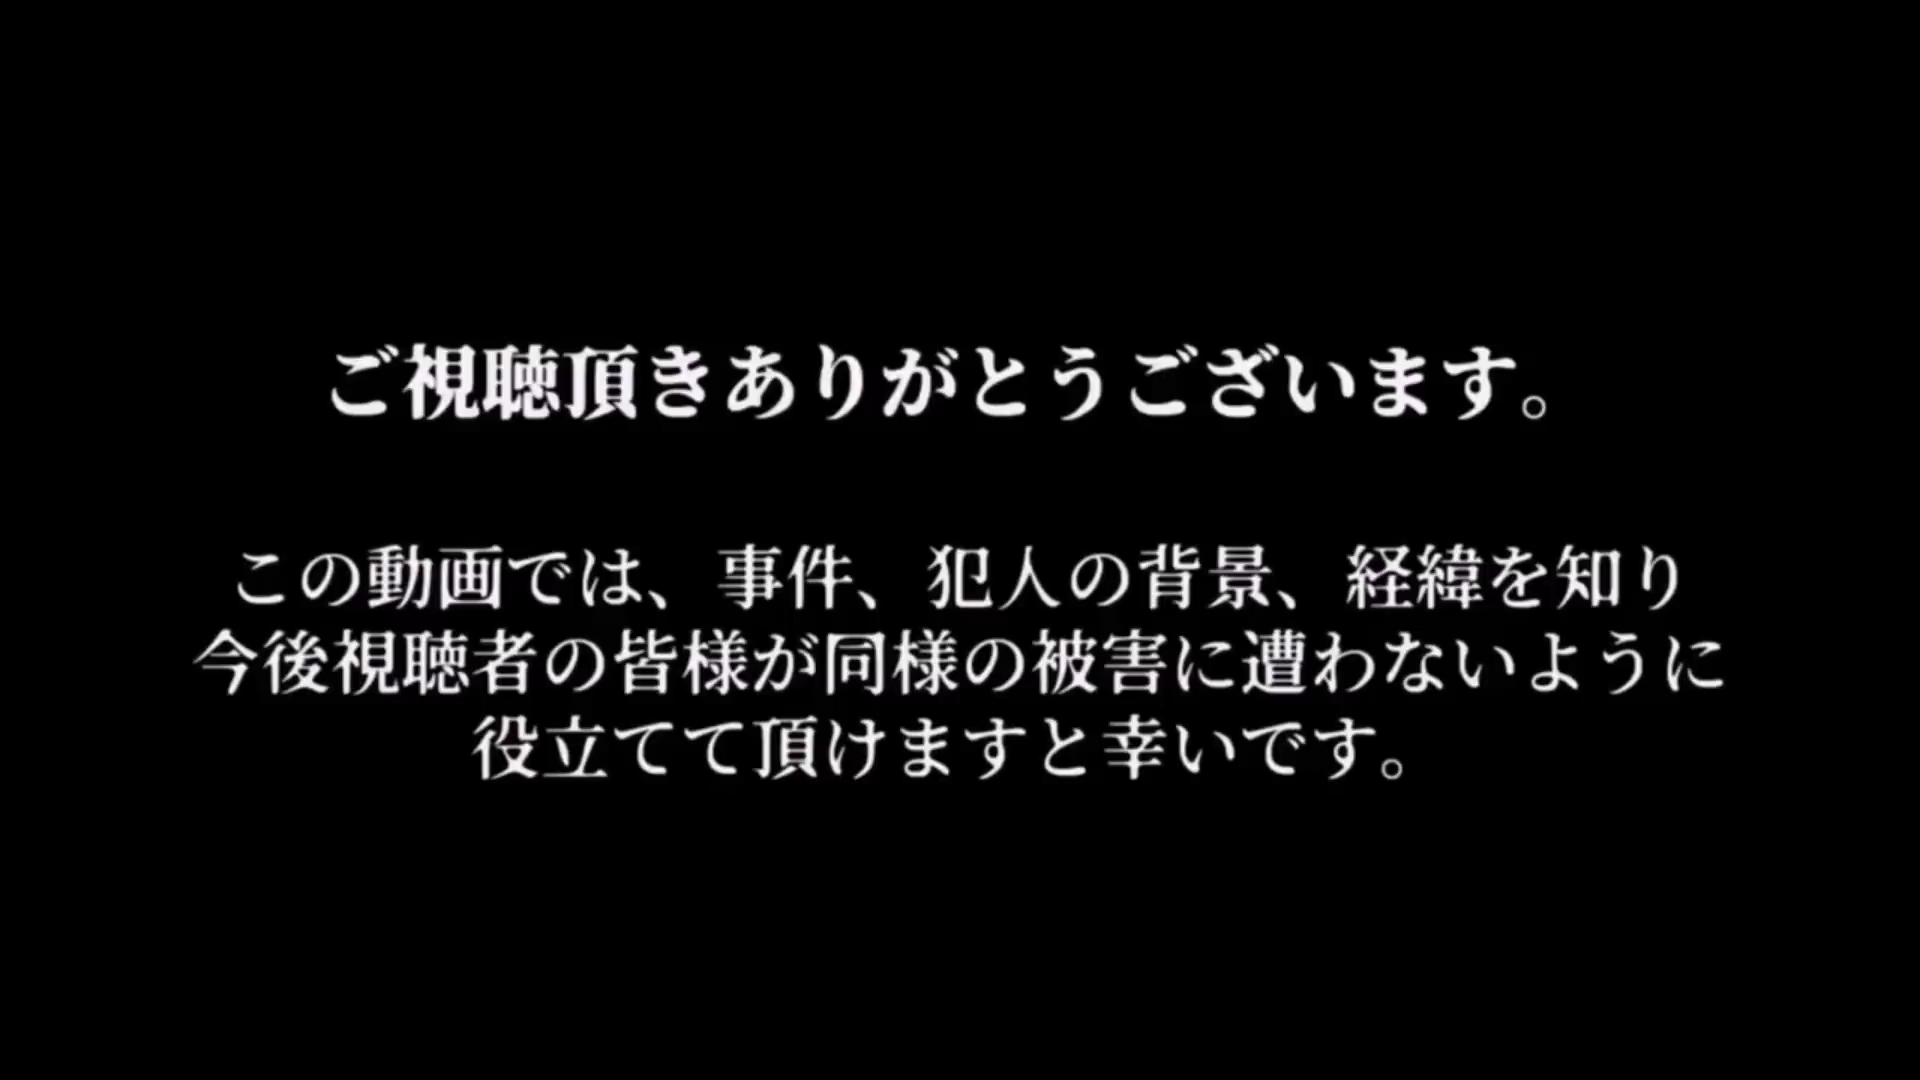 ご視聴頂きありがとうございます。
この動画では、事件、犯人の背景、経緯を知り
今後視聴者の皆様が同様の被害に遭わないように
役立てて頂けますと幸いです。